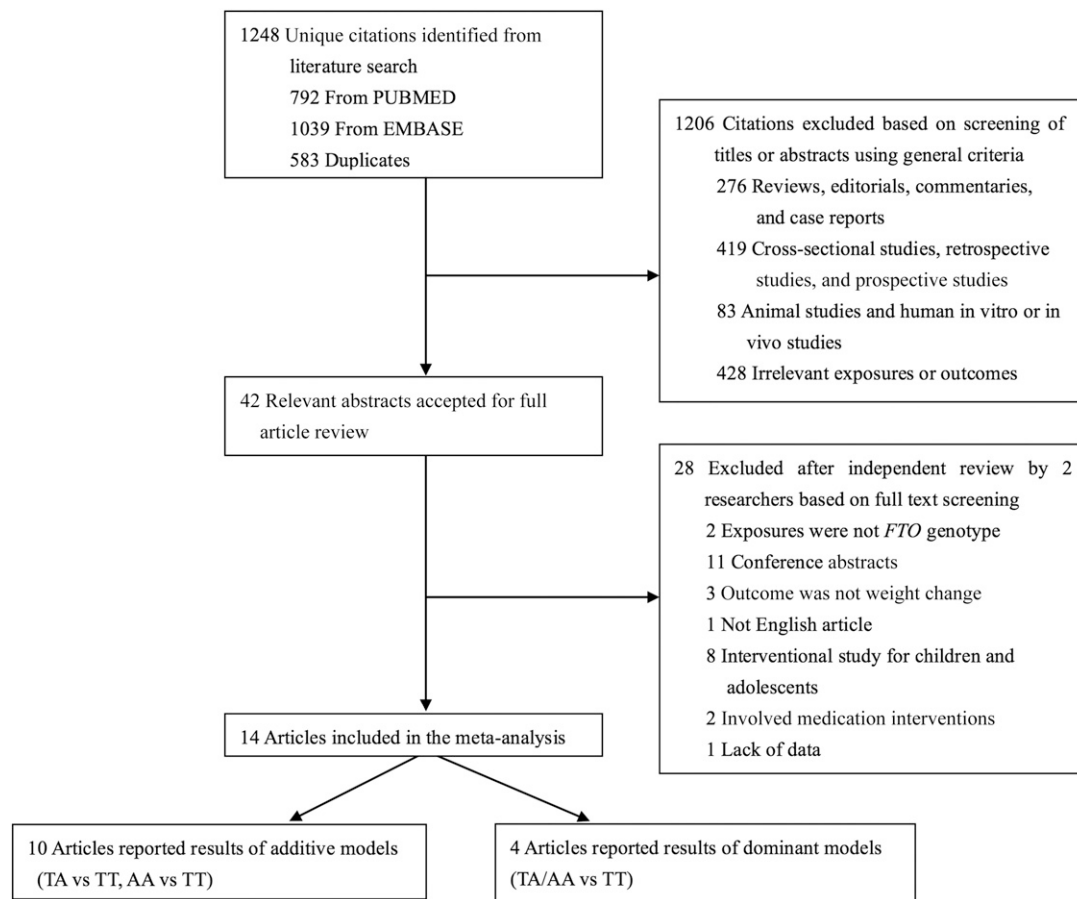 1248 Unique citations identified from
literature search
792 From PUBMED
1039 From EMBASE
583 Duplicates
1206 Citations excluded based on screening of
titles or abstracts using general criteria
276 Reviews, editorials, commentaries,
and case reports
419 Cross-sectional studies, retrospective
studies, and prospective studies
83 Animal studies and human in vitro or in
vivo studies
428 Irrelevant exposures or outcomes
42 Relevant abstracts accepted for full
article review
28 Excluded after independent review by 2
researchers based on full text screening
2 Exposures were not FTO genotype
11 Conference abstracts
3 Outcome was not weight change
1 Not English article
8 Interventional study for children and
adolescents
2 Involved medication interventions
1 Lack of data
14 Articles included in the meta-analysis
10 Articles reported results of additive models
(TA vs TT, AA vs TT)
4 Articles reported results of dominant models
(TA/AA vs TT)